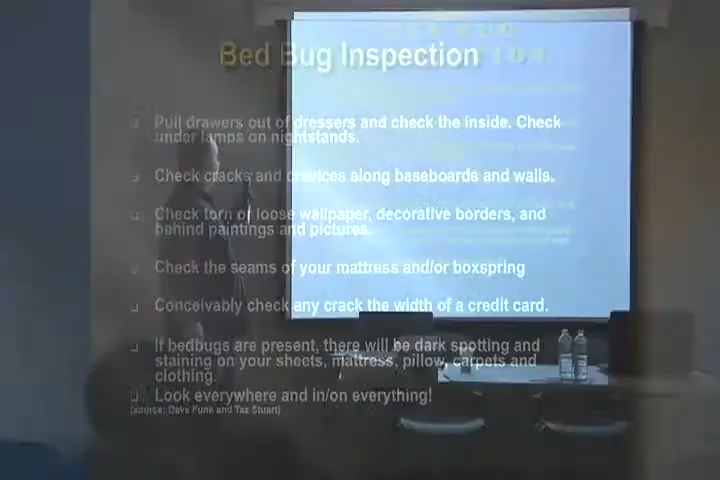 Bed Bug Inspection
Pull drawers out of dressers and check the inside. Check
under lamps on nightstands.
Check cracks and crevices along baseboards and walls.
Check torn or loose wallpaper, decorative borders, and
behind paintings and pictures.
Check the seams of your mattress and/or boxspring
Conceivably check any crack the width of a credit card.
If bedbugs are present, there will be dark spotting and
staining on your sheets, mattress, pillow, carpets and
clothing.
Look everywhere and in/on everything!
(source: Dave Funk and Taz Stuart)